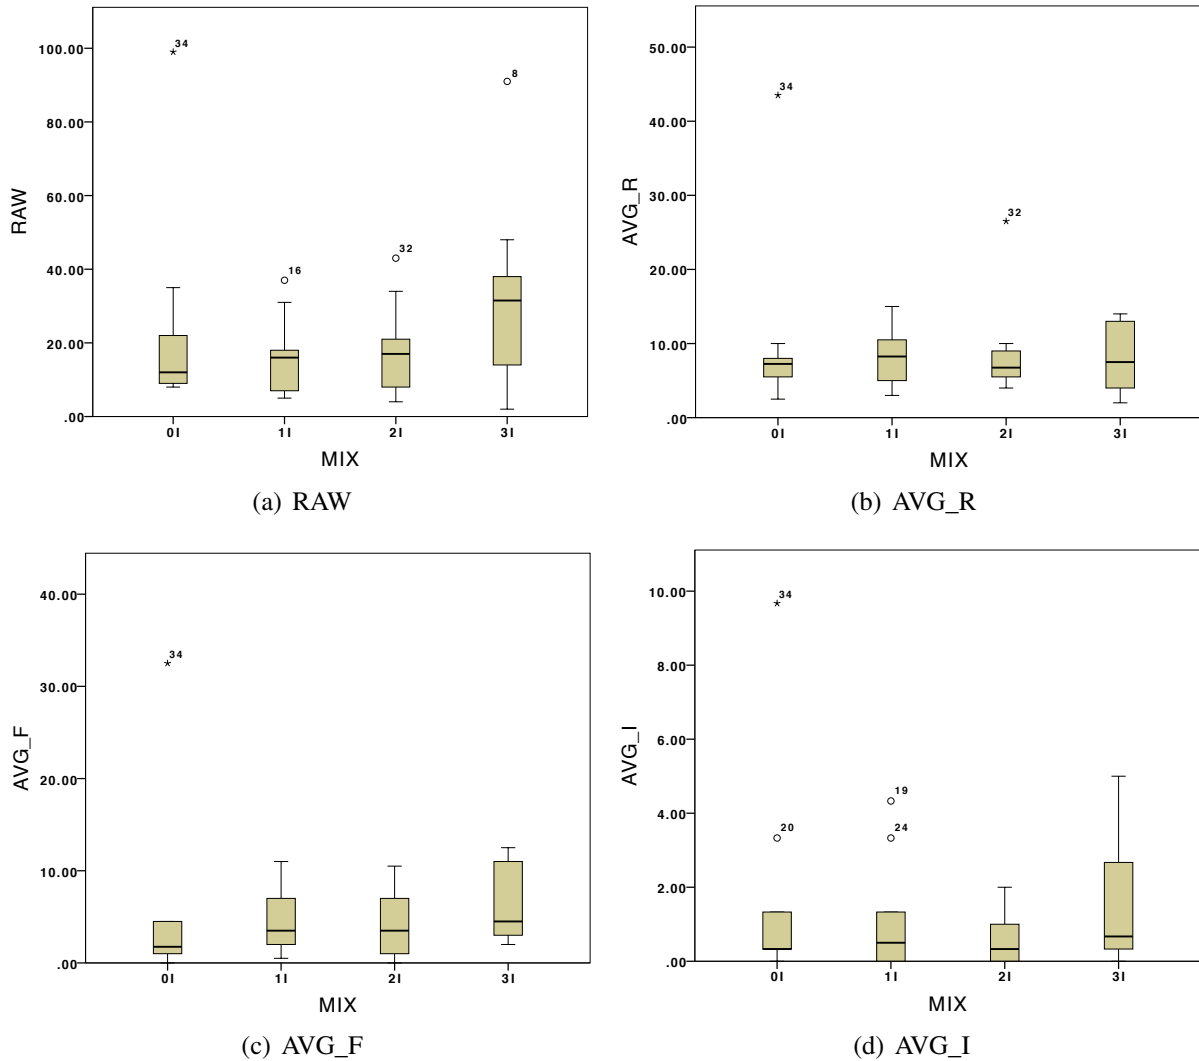 100.00
80.00
60.00
40.00
20.00
.00
RAW
34
16
32
8
0I 1I 2I 3I
MIX
(a) RAW
50.00
40.00
30.00
20.00
10.00
.00
AVG_R
34
32
0I 1I 2I 3I
MIX
(b) AVG_R
40.00
30.00
20.00
10.00
.00
AVG_F
34
0I 1I 2I 3I
MIX
(c) AVG_F
10.00
8.00
6.00
4.00
2.00
.00
AVG_I
34
20
19
24
0I 1I 2I 3I
MIX
(d) AVG_I